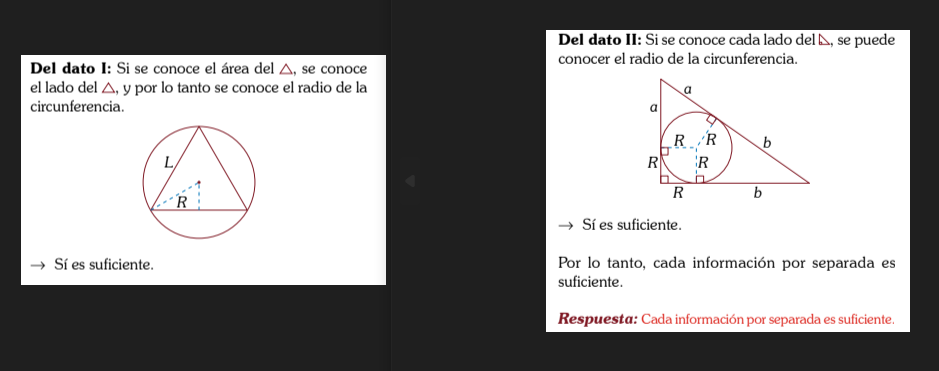 Del dato I: Si se conoce el área del △, se conoce
el lado del △, y por lo tanto se conoce el radio de la
circunferencia.
L
R
→ Sí es suficiente.
Del dato II: Si se conoce cada lado del ◺, se puede
conocer el radio de la circunferencia.
a
a
R R b
R R
R b
→ Sí es suficiente.
Por lo tanto, cada información por separada es
suficiente.
Respuesta: Cada información por separada es suficiente.